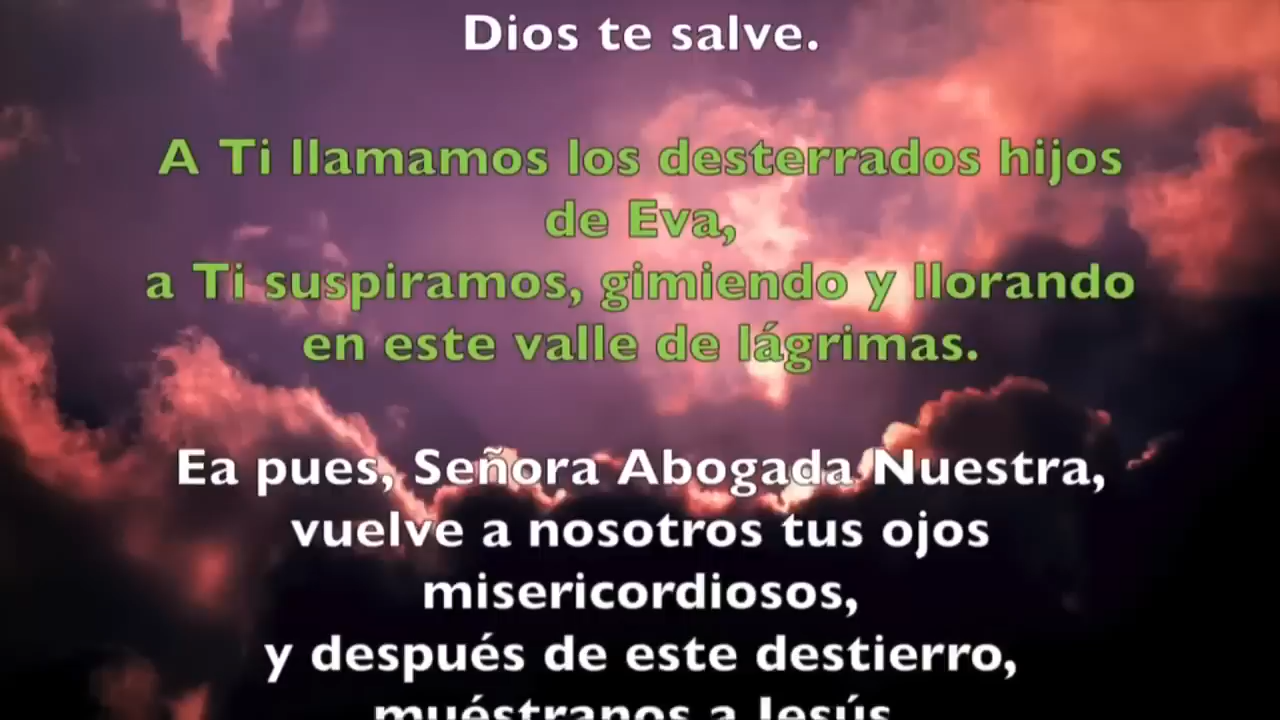 Dios te salve.
A Ti llamamos los desterrados hijos
de Eva,
a Ti suspiramos, gimiendo y llorando
en este valle de lágrimas.
Ea pues, Señora Abogada Nuestra,
vuelve a nosotros tus ojos
misericordiosos,
y después de este destierro,
muéstranos a Jesús